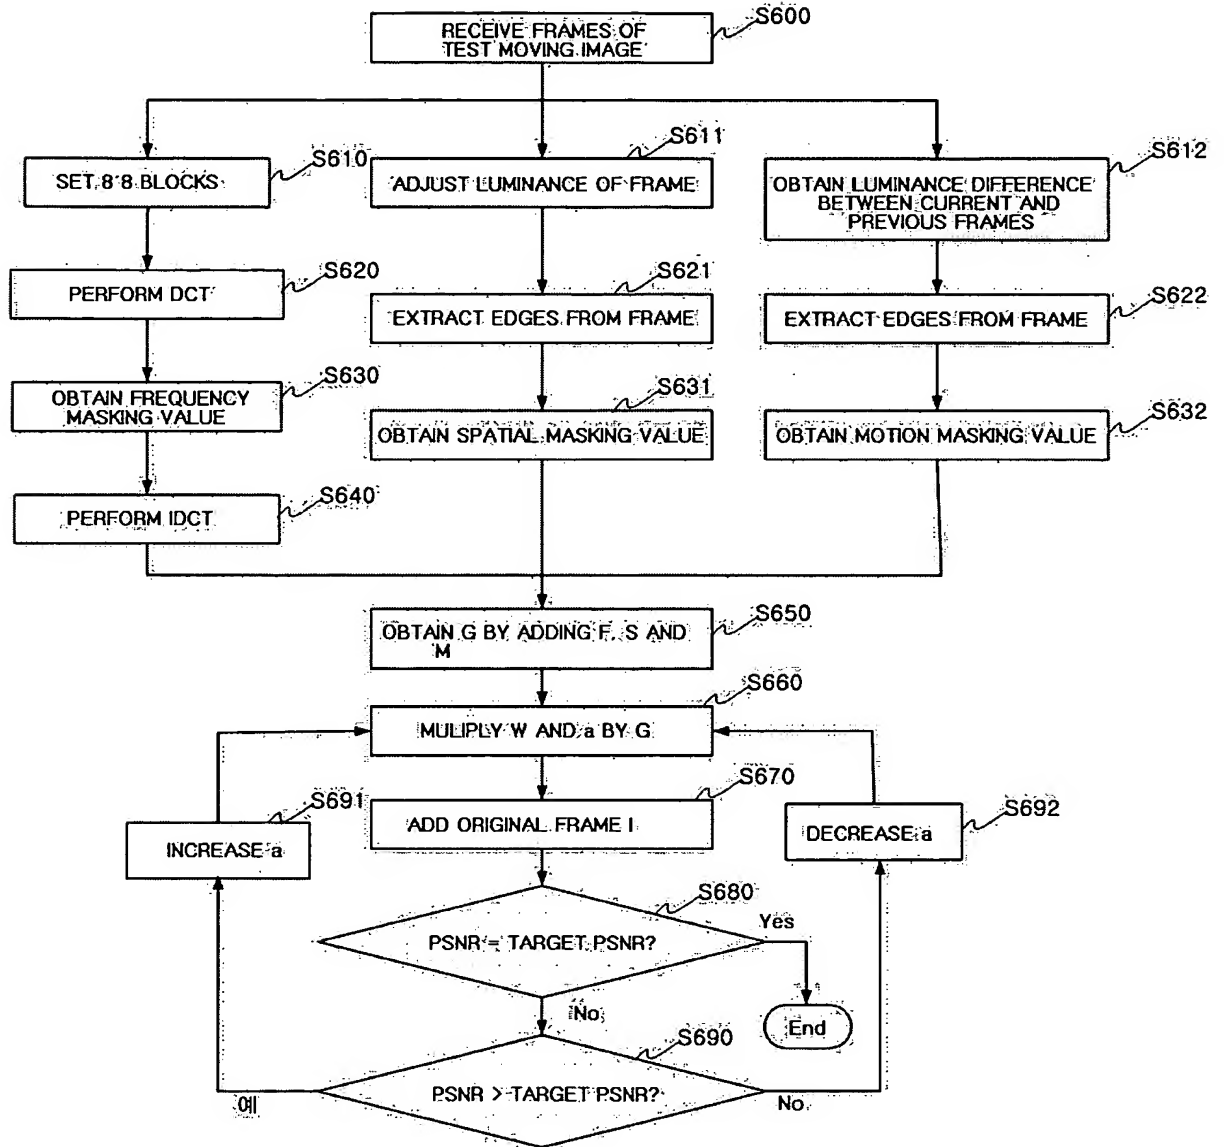 RECEIVE FRAMES OF
TEST MOVING IMAGE
S600
S610
SET 8*8 BLOCKS
S611
ADJUST LUMINANCE OF FRAME
S612
OBTAIN LUMINANCE DIFFERENCE
BETWEEN CURRENT AND
PREVIOUS FRAMES
S620
PERFORM DCT
S621
EXTRACT EDGES FROM FRAME
S622
EXTRACT EDGES FROM FRAME
S630
OBTAIN FREQUENCY
MASKING VALUE
S631
OBTAIN SPATIAL MASKING VALUE
S632
OBTAIN MOTION MASKING VALUE
S640
PERFORM IDCT
S650
OBTAIN G BY ADDING F, S AND
M
S660
MULIPLY W AND a BY G
S670
ADD ORIGINAL FRAME I
S691
INCREASE a
S692
DECREASE a
S680
PSNR = TARGET PSNR?
Yes
No
End
S690
PSNR > TARGET PSNR?
예
No